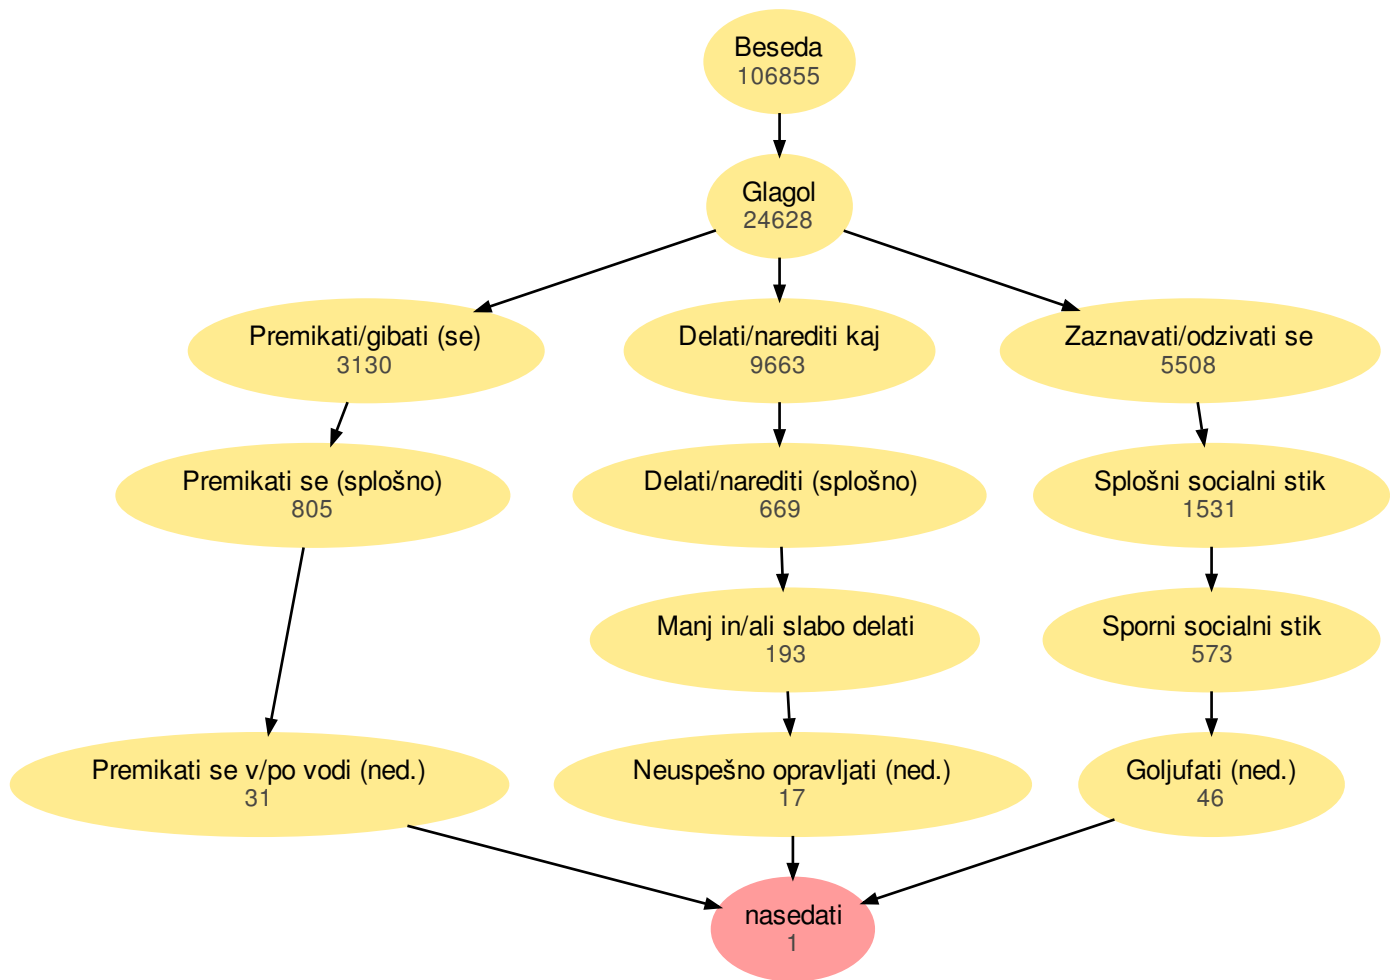 Beseda
106855
Glagol
24628
Premikati/gibati (se)
3130
Delati/narediti kaj
9663
Zaznavati/odzivati se
5508
Premikati se (splošno)
805
Delati/narediti (splošno)
669
Splošni socialni stik
1531
Manj in/ali slabo delati
193
Sporni socialni stik
573
Premikati se v/po vodi (ned.)
31
Neuspešno opravljati (ned.)
17
Goljufati (ned.)
46
nasedati
1